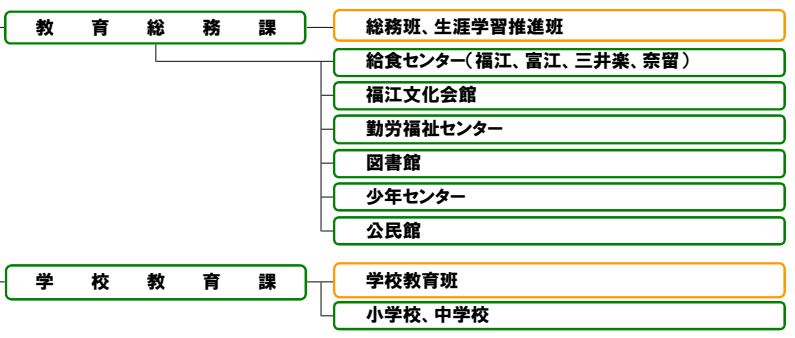 教育総務課
総務班、生涯学習推進班
給食センター（福江、富江、三井楽、奈留）
福江文化会館
勤労福祉センター
図書館
少年センター
公民館
学校教育課
学校教育班
小学校、中学校